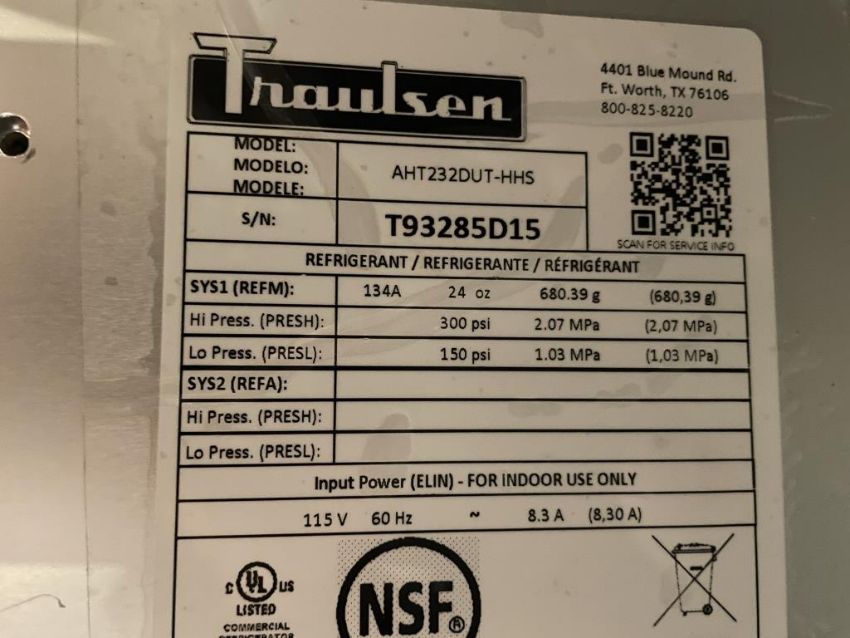 Traulsen
4401 Blue Mound Rd.
Ft. Worth, TX 76106
800-825-8220
MODEL:
MODELO:
MODELE:
AHT232DUT-HHS
S/N:
T93285D15
SCAN FOR SERVICE INFO
REFRIGERANT / REFRIGERANTE / RÉFRIGÉRANT
SYS1 (REFM): 134A 24 oz 680.39 g (680,39 g)
Hi Press. (PRESH): 300 psi 2.07 MPa (2,07 MPa)
Lo Press. (PRESL): 150 psi 1.03 MPa (1,03 MPa)
SYS2 (REFA):
Hi Press. (PRESH):
Lo Press. (PRESL):
Input Power (ELIN) - FOR INDOOR USE ONLY
115 V 60 Hz ~ 8.3 A (8,30 A)
C UL US
LISTED
COMMERCIAL
REFRIGERATOR
NSF®